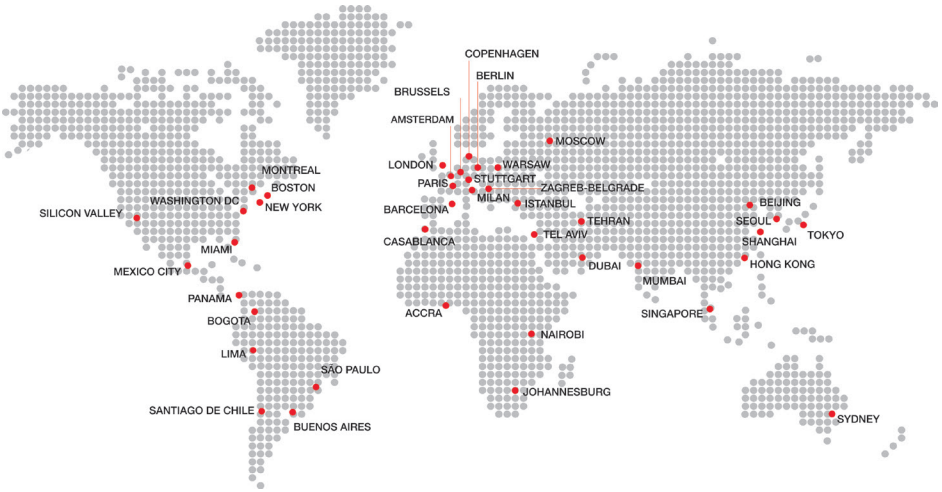 COPENHAGEN
BERLIN
BRUSSELS
AMSTERDAM
MOSCOW
LONDON
WARSAW
MONTREAL
PARIS
STUTTGART
BOSTON
ZAGREB-BELGRADE
WASHINGTON DC
MILAN
NEW YORK
ISTANBUL
BEIJING
SILICON VALLEY
BARCELONA
SEOUL
TEHRAN
TOKYO
TEL AVIV
SHANGHAI
CASABLANCA
MIAMI
HONG KONG
DUBAI
MEXICO CITY
MUMBAI
PANAMA
ACCRA
SINGAPORE
BOGOTA
NAIROBI
LIMA
SÃO PAULO
JOHANNESBURG
SANTIAGO DE CHILE
SYDNEY
BUENOS AIRES